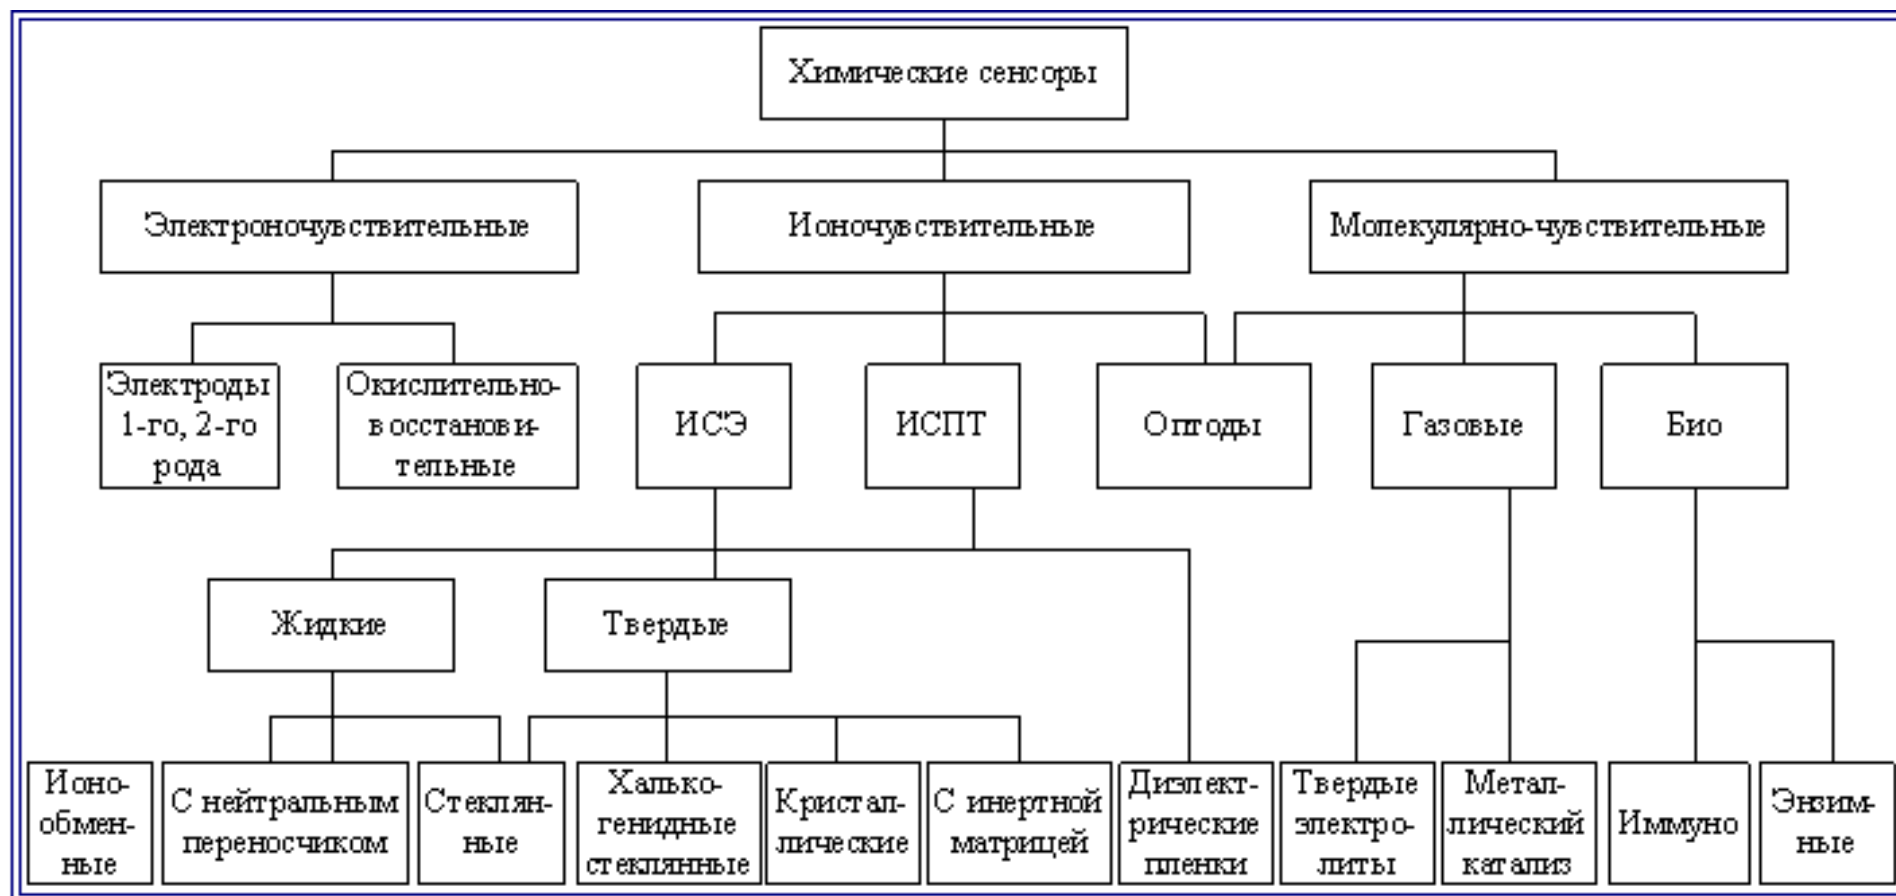 Химические сенсоры
Электроночувствительные
Ионочувствительные
Молекулярно-чувствительные
Электроды
1-го, 2-го
рода
Окислительно-
восстанови-
тельные
ИСЭ
ИСПТ
Оптоды
Газовые
Био
Жидкие
Твердые
Ионо-
обмен-
ные
С нейтральным
переносчиком
Стеклян-
ные
Халько-
генидные
стеклянные
Кристал-
лические
С инертной
матрицей
Диэлект-
рические
пленки
Твердые
электро-
литы
Метал-
лический
катализ
Иммуно
Энзим-
ные